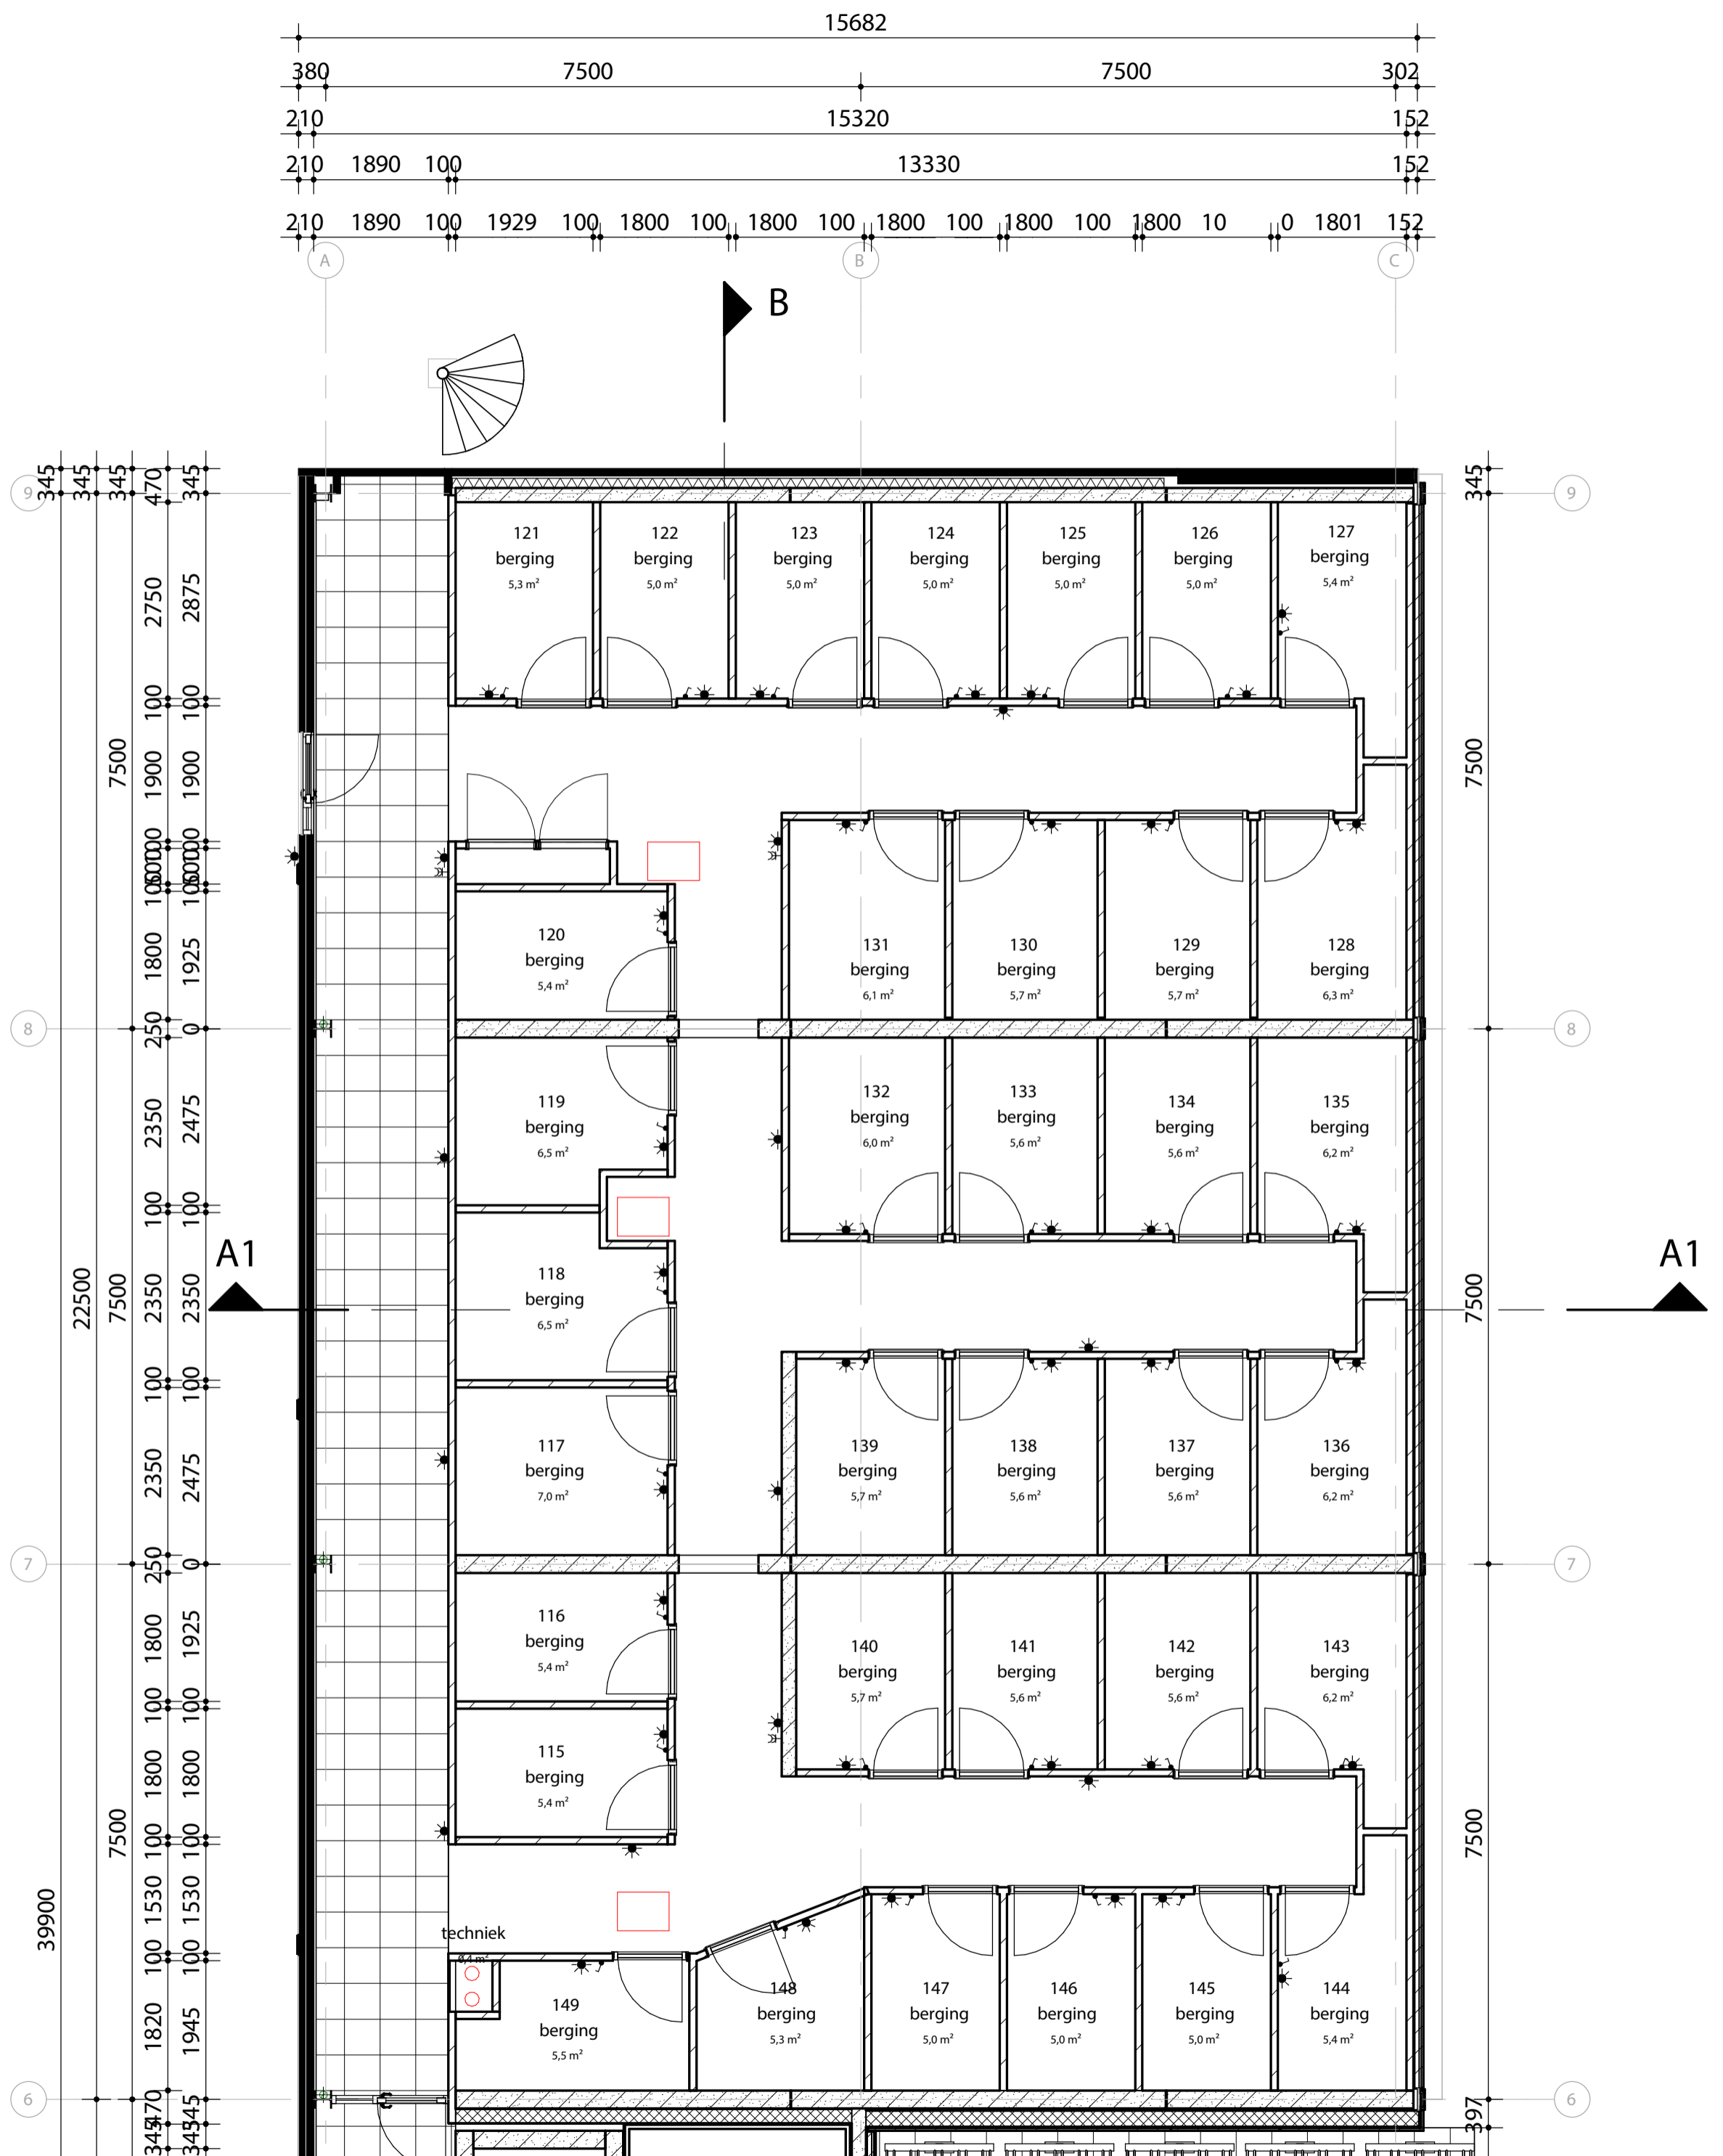 15682
380 7500 7500 302
210 15320 152
210 1890 100 13330 152
210 1890 100 1929 100 1800 100 1800 100 1800 100 1800 100 1800 10 0 1801 152
A B C
B
9 345 345 345 470 345 345 9
121 berging 5,3 m²
122 berging 5,0 m²
123 berging 5,0 m²
124 berging 5,0 m²
125 berging 5,0 m²
126 berging 5,0 m²
127 berging 5,4 m²
2750 2875
100 100
7500 1900 1900 7500
120 berging 5,4 m²
131 berging 6,1 m²
130 berging 5,7 m²
129 berging 5,7 m²
128 berging 6,3 m²
1800 1925
8 250 0 8
119 berging 6,5 m²
132 berging 6,0 m²
133 berging 5,6 m²
134 berging 5,6 m²
135 berging 6,2 m²
2350 2475
100 100
A1 A1
118 berging 6,5 m²
22500 7500 2350 2350 7500
100 100
117 berging 7,0 m²
139 berging 5,7 m²
138 berging 5,6 m²
137 berging 5,6 m²
136 berging 6,2 m²
2350 2475
7 250 0 7
116 berging 5,4 m²
140 berging 5,7 m²
141 berging 5,6 m²
142 berging 5,6 m²
143 berging 6,2 m²
1800 1925
100 100
115 berging 5,4 m²
1800 1800
7500 100 100 7500
39900 1530 1530
techniek
100 100
149 berging 5,5 m²
148 berging 5,3 m²
147 berging 5,0 m²
146 berging 5,0 m²
145 berging 5,0 m²
144 berging 5,4 m²
1820 1945
6 470 345 397 6
345 345